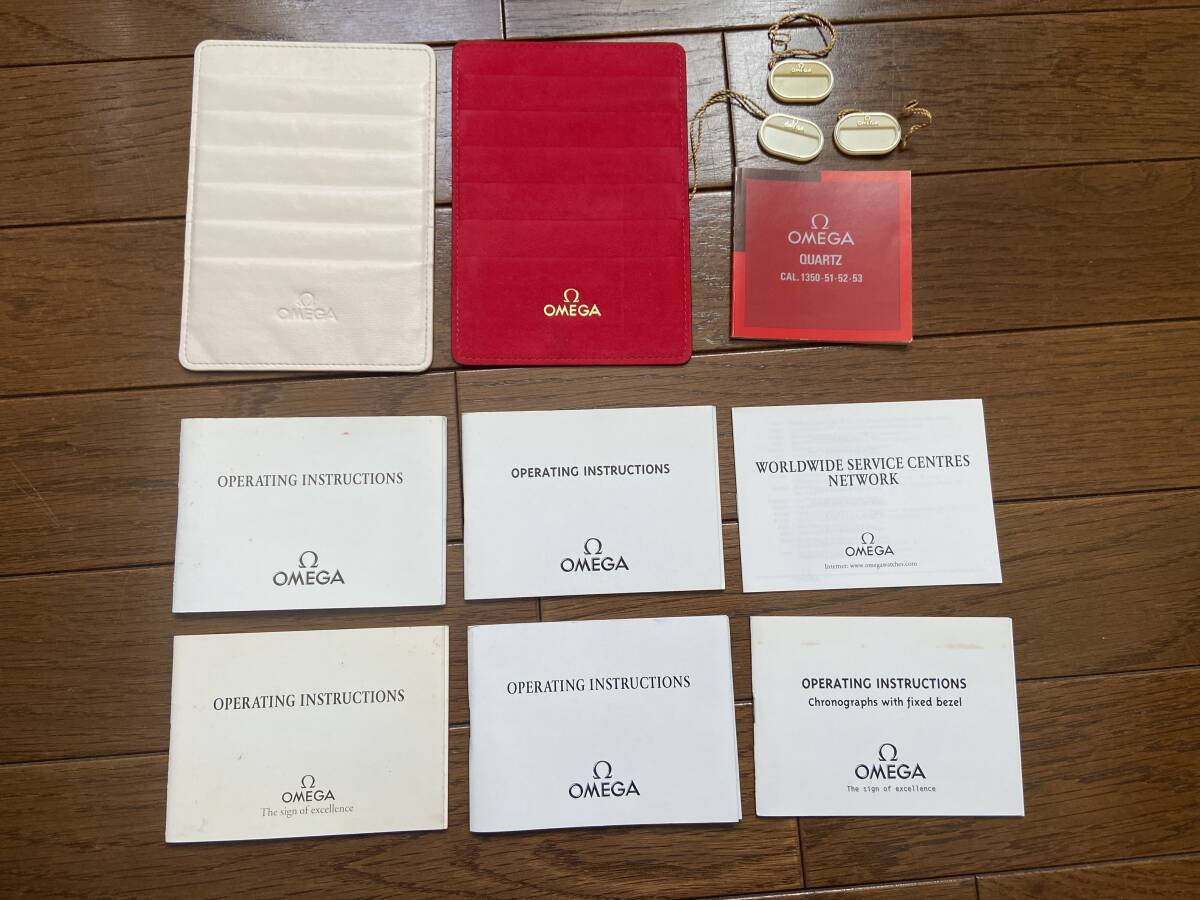 Ω
OMEGA
Ω
OMEGA
OMEGA
OMEGA
Ω
OMEGA
QUARTZ
CAL.1350-51-52-53
OPERATING INSTRUCTIONS
Ω
OMEGA
OPERATING INSTRUCTIONS
Ω
OMEGA
WORLDWIDE SERVICE CENTRES
NETWORK
Ω
OMEGA
Internet: www.omegawatches.com
OPERATING INSTRUCTIONS
Ω
OMEGA
The sign of excellence
OPERATING INSTRUCTIONS
Ω
OMEGA
OPERATING INSTRUCTIONS
Chronographs with fixed bezel
Ω
OMEGA
The sign of excellence